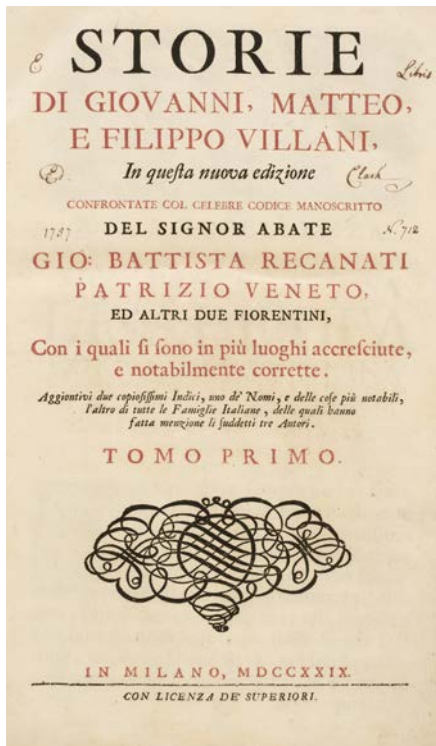 STORIE
E Libris
DI GIOVANNI, MATTEO,
E FILIPPO VILLANI,
In queſta nuova edizione
CONFRONTATE COL CELEBRE CODICE MANOSCRITTO
DEL SIGNOR ABATE
1787
N. 712
GIO: BATTISTA RECANATI
PATRIZIO VENETO,
ED ALTRI DUE FIORENTINI,
Con i quali ſi ſono in più luoghi accreſciute,
e notabilmente corrette.
Aggiontivi due copioſiſſimi Indici, uno de' Nomi, e delle coſe più notabili,
l'altro di tutte le Famiglie Italiane, delle quali hanno
fatta menzione li ſuddetti tre Autori.
TOMO PRIMO.
IN MILANO, MDCCXXIX.
CON LICENZA DE' SUPERIORI.